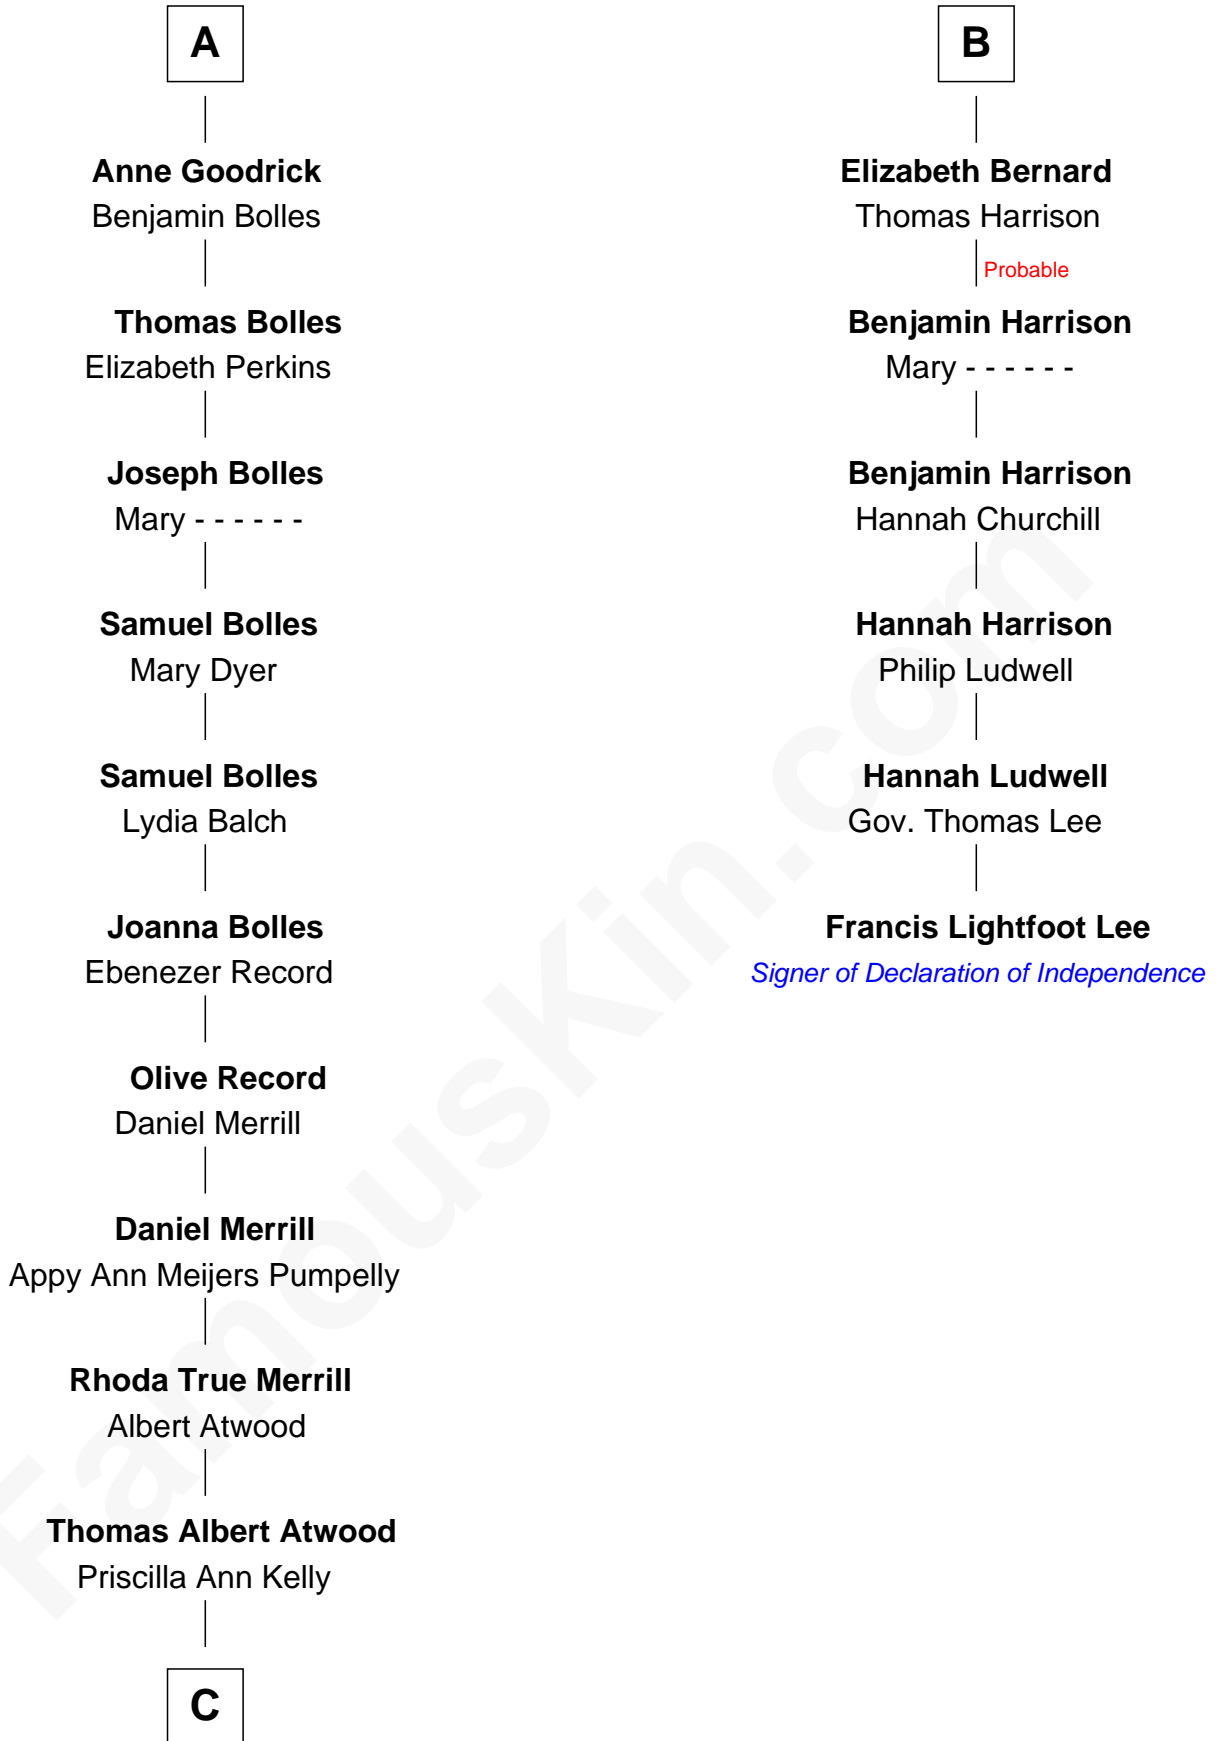 A
Anne Goodrick
Benjamin Bolles
Thomas Bolles
Elizabeth Perkins
Joseph Bolles
Mary - - - - - -
Samuel Bolles
Mary Dyer
Samuel Bolles
Lydia Balch
Joanna Bolles
Ebenezer Record
Olive Record
Daniel Merrill
Daniel Merrill
Appy Ann Meijers Pumpelly
Rhoda True Merrill
Albert Atwood
Thomas Albert Atwood
Priscilla Ann Kelly
C
B
Elizabeth Bernard
Thomas Harrison
Probable
Benjamin Harrison
Mary - - - - - -
Benjamin Harrison
Hannah Churchill
Hannah Harrison
Philip Ludwell
Hannah Ludwell
Gov. Thomas Lee
Francis Lightfoot Lee
Signer of Declaration of Independence
FamousKin.com